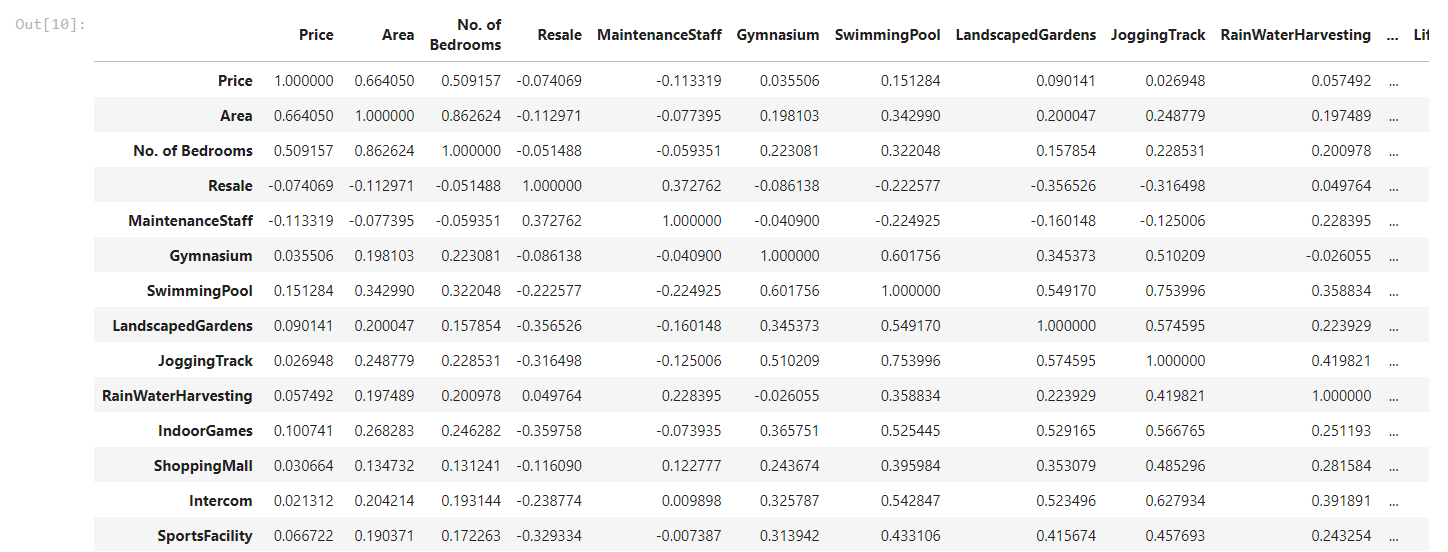 Out[10]:
Price Area No. of Bedrooms Resale MaintenanceStaff Gymnasium SwimmingPool LandscapedGardens JoggingTrack RainWaterHarvesting ... Lif
Price 1.000000 0.664050 0.509157 -0.074069 -0.113319 0.035506 0.151284 0.090141 0.026948 0.057492 ...
Area 0.664050 1.000000 0.862624 -0.112971 -0.077395 0.198103 0.342990 0.200047 0.248779 0.197489 ...
No. of Bedrooms 0.509157 0.862624 1.000000 -0.051488 -0.059351 0.223081 0.322048 0.157854 0.228531 0.200978 ...
Resale -0.074069 -0.112971 -0.051488 1.000000 0.372762 -0.086138 -0.222577 -0.356526 -0.316498 0.049764 ...
MaintenanceStaff -0.113319 -0.077395 -0.059351 0.372762 1.000000 -0.040900 -0.224925 -0.160148 -0.125006 0.228395 ...
Gymnasium 0.035506 0.198103 0.223081 -0.086138 -0.040900 1.000000 0.601756 0.345373 0.510209 -0.026055 ...
SwimmingPool 0.151284 0.342990 0.322048 -0.222577 -0.224925 0.601756 1.000000 0.549170 0.753996 0.358834 ...
LandscapedGardens 0.090141 0.200047 0.157854 -0.356526 -0.160148 0.345373 0.549170 1.000000 0.574595 0.223929 ...
JoggingTrack 0.026948 0.248779 0.228531 -0.316498 -0.125006 0.510209 0.753996 0.574595 1.000000 0.419821 ...
RainWaterHarvesting 0.057492 0.197489 0.200978 0.049764 0.228395 -0.026055 0.358834 0.223929 0.419821 1.000000 ...
IndoorGames 0.100741 0.268283 0.246282 -0.359758 -0.073935 0.365751 0.525445 0.529165 0.566765 0.251193 ...
ShoppingMall 0.030664 0.134732 0.131241 -0.116090 0.122777 0.243674 0.395984 0.353079 0.485296 0.281584 ...
Intercom 0.021312 0.204214 0.193144 -0.238774 0.009898 0.325787 0.542847 0.523496 0.627934 0.391891 ...
SportsFacility 0.066722 0.190371 0.172263 -0.329334 -0.007387 0.313942 0.433106 0.415674 0.457693 0.243254 ...